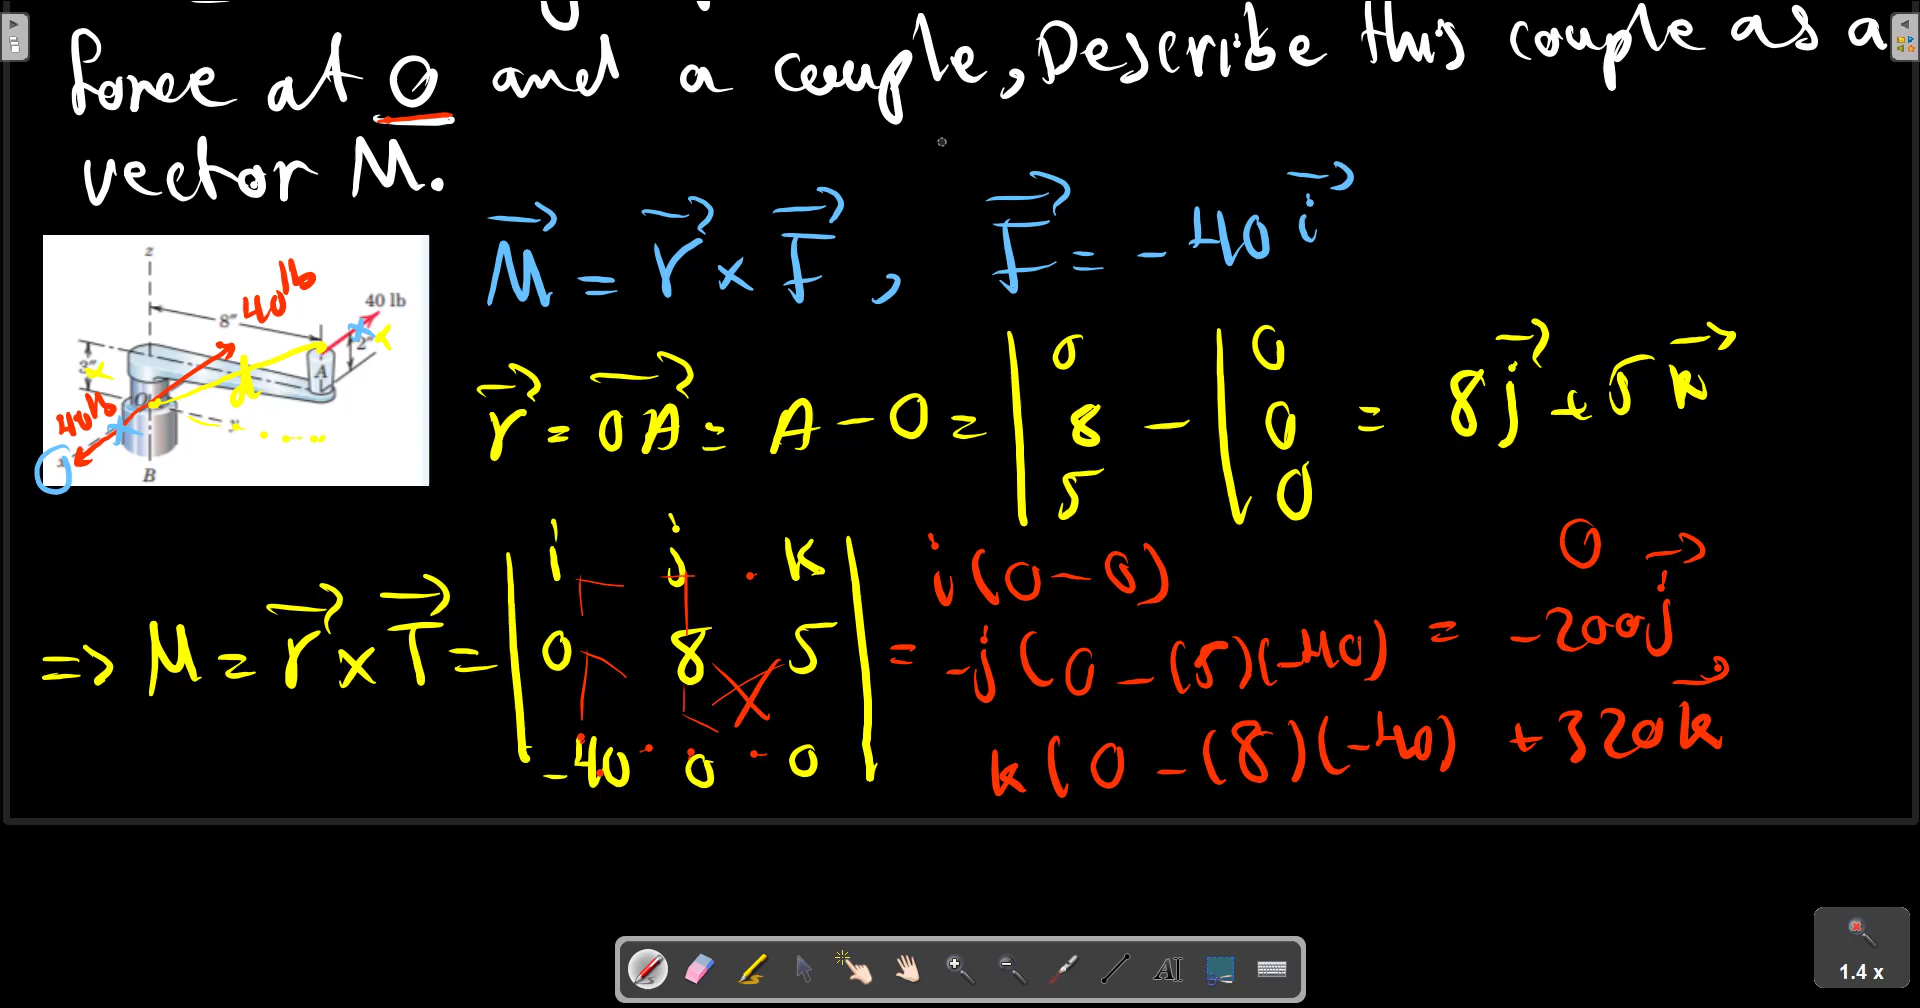 force at O and a couple, Describe this couple as a
vector M.
M = r × F , F = -40 i
z
40 lb
40 lb
8"
2"
3"
x
x
A
d
O
40 lb
B
r = OA = A - O = | 0 8 5 - | 0 0 0 = 8j + 5k
i j k
=> M = r × F = | 0 8 5 | =
-40 0 0
i(0-0)
-j(0-(5)(-40) =
k(0-(8)(-40)
0
-200j
+320k
1.4 x